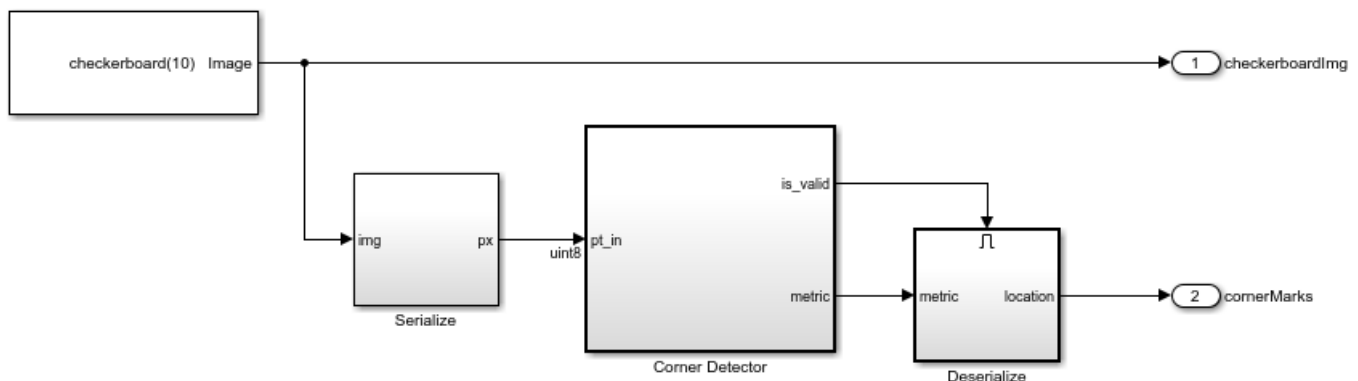 checkerboard(10) Image
1 checkerboardImg
is_valid
img px
uint8 pt_in
metric
metric location
2 cornerMarks
Serialize
Corner Detector
Deserialize